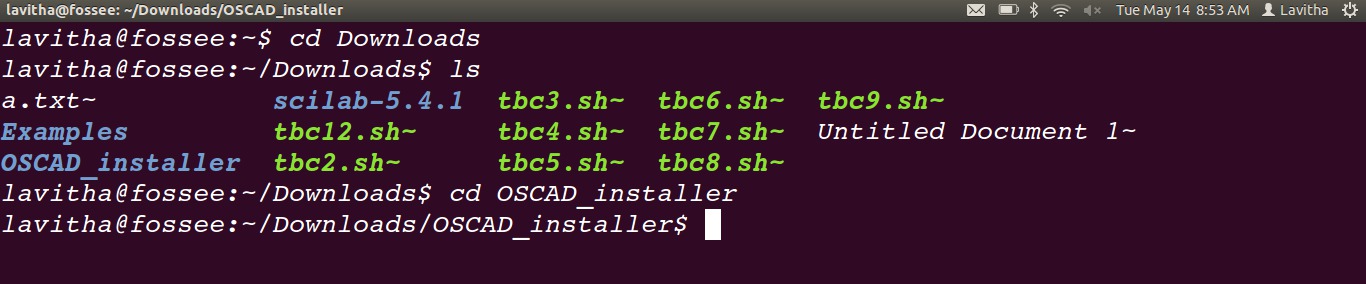 lavitha@fossee: ~/Downloads/OSCAD_installer Tue May 14 8:53 AM Lavitha
lavitha@fossee:~$ cd Downloads
lavitha@fossee:~/Downloads$ ls
a.txt~ scilab-5.4.1 tbc3.sh~ tbc6.sh~ tbc9.sh~
Examples tbc12.sh~ tbc4.sh~ tbc7.sh~ Untitled Document 1~
OSCAD_installer tbc2.sh~ tbc5.sh~ tbc8.sh~
lavitha@fossee:~/Downloads$ cd OSCAD_installer
lavitha@fossee:~/Downloads/OSCAD_installer$